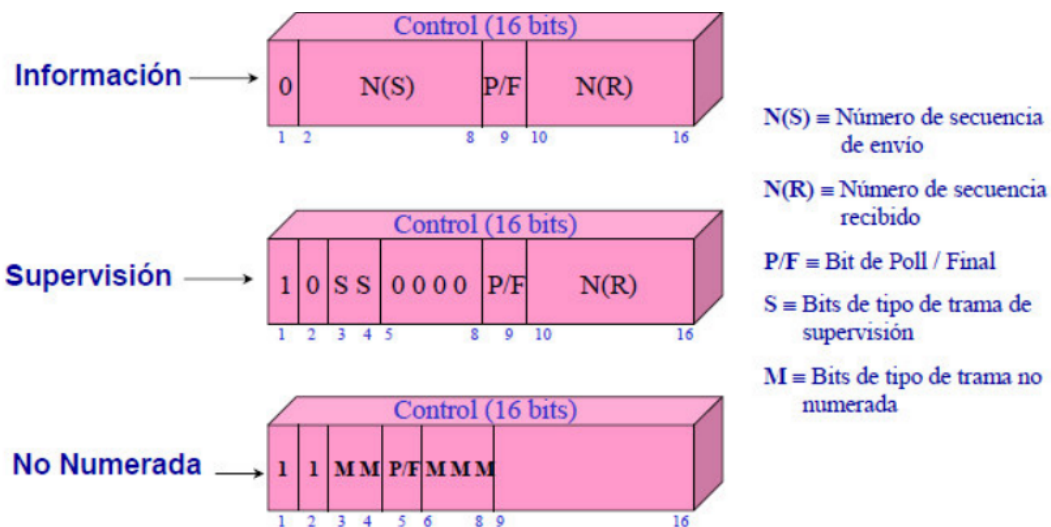 Control (16 bits)
Información
0 N(S) P/F N(R)
1 2 8 9 10 16
N(S) ≡ Número de secuencia
de envío
N(R) ≡ Número de secuencia
recibido
Control (16 bits)
Supervisión
1 0 S S 0 0 0 0 P/F N(R)
1 2 3 4 5 8 9 10 16
P/F ≡ Bit de Poll / Final
S ≡ Bits de tipo de trama de
supervisión
M ≡ Bits de tipo de trama no
numerada
Control (16 bits)
No Numerada
1 1 M M P/F M M M
1 2 3 4 5 6 8 9 16